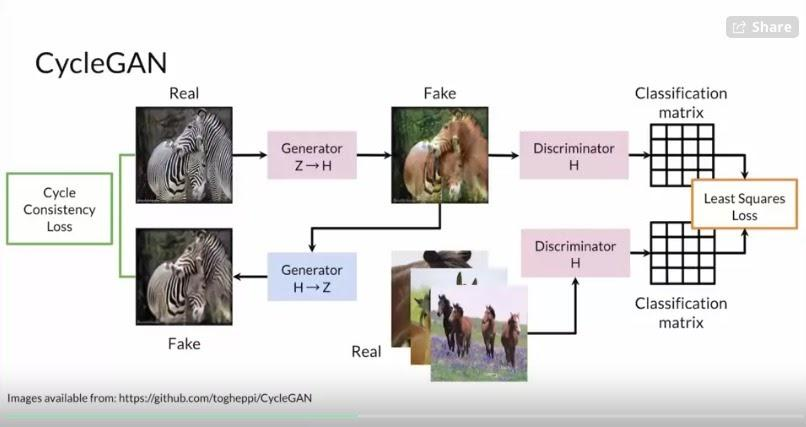 Share
CycleGAN
Real
Fake
Classification
matrix
Generator
Z→H
Discriminator
H
Cycle
Consistency
Loss
Least Squares
Loss
Generator
H→Z
Discriminator
H
Fake
Real
Classification
matrix
Images available from: https://github.com/togheppi/CycleGAN